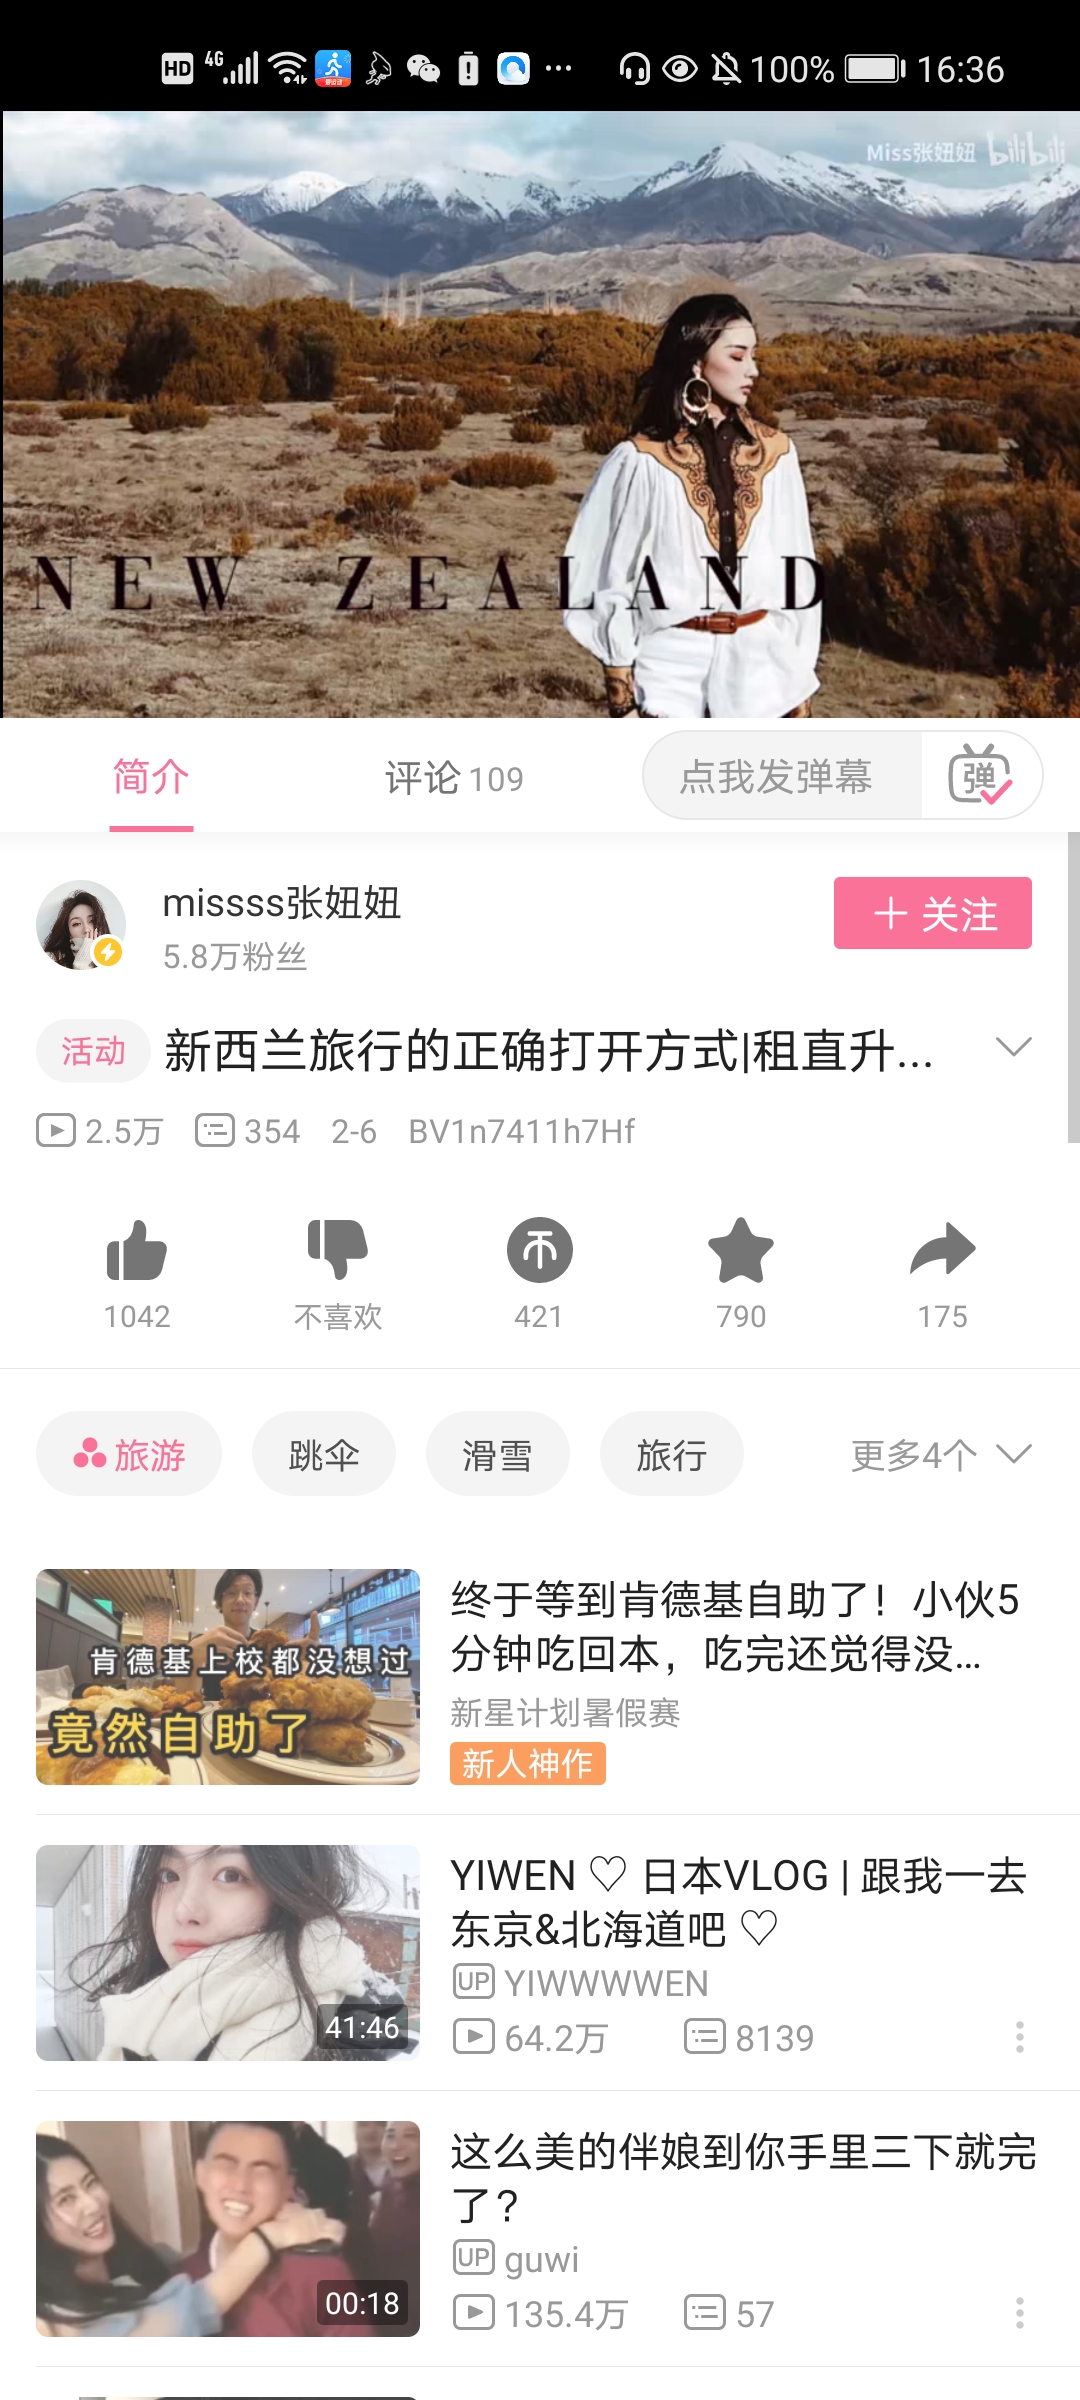 HD 4G 100% 16:36
Miss张妞妞 bilibili
NEW ZEALAND
简介 评论 109 点我发弹幕 弹
missss张妞妞
5.8万粉丝
+ 关注
活动 新西兰旅行的正确打开方式|租直升...
2.5万 354 2-6 BV1n7411h7Hf
1042 不喜欢 421 790 175
旅游 跳伞 滑雪 旅行 更多4个
肯德基上校都没想过
竟然自助了
终于等到肯德基自助了！小伙5
分钟吃回本，吃完还觉得没...
新星计划暑假赛
新人神作
41:46
YIWEN ♡ 日本VLOG | 跟我一去
东京&北海道吧 ♡
UP YIWWWWEN
64.2万 8139
00:18
这么美的伴娘到你手里三下就完
了？
UP guwi
135.4万 57